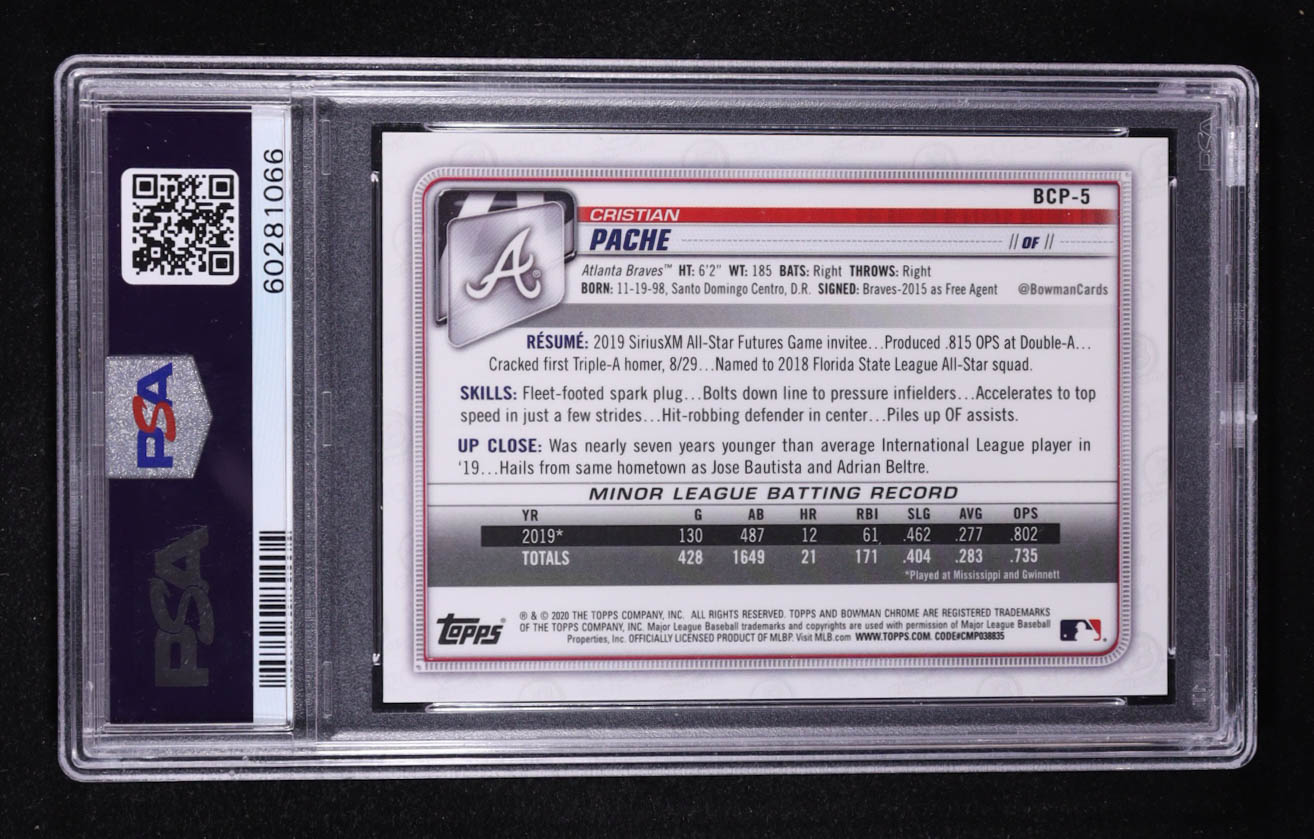 60281066
PSA
PSA
PSA
BCP-5
CRISTIAN
PACHE // OF //
A®
Atlanta Braves™ HT: 6'2" WT: 185 BATS: Right THROWS: Right
BORN: 11-19-98, Santo Domingo Centro, D.R. SIGNED: Braves-2015 as Free Agent @BowmanCards
RÉSUMÉ: 2019 SiriusXM All-Star Futures Game invitee...Produced .815 OPS at Double-A...
Cracked first Triple-A homer, 8/29...Named to 2018 Florida State League All-Star squad.
SKILLS: Fleet-footed spark plug...Bolts down line to pressure infielders...Accelerates to top
speed in just a few strides...Hit-robbing defender in center...Piles up OF assists.
UP CLOSE: Was nearly seven years younger than average International League player in
'19...Hails from same hometown as Jose Bautista and Adrian Beltre.
MINOR LEAGUE BATTING RECORD
YR G AB HR RBI SLG AVG OPS
2019* 130 487 12 61 .462 .277 .802
TOTALS 428 1649 21 171 .404 .283 .735
*Played at Mississippi and Gwinnett
Topps®
® & © 2020 THE TOPPS COMPANY, INC. ALL RIGHTS RESERVED. TOPPS AND BOWMAN CHROME ARE REGISTERED TRADEMARKS
OF THE TOPPS COMPANY, INC. Major League Baseball trademarks and copyrights are used with permission of Major League Baseball
Properties, Inc. OFFICIALLY LICENSED PRODUCT OF MLBP. Visit MLB.com WWW.TOPPS.COM. CODE#CMP038835